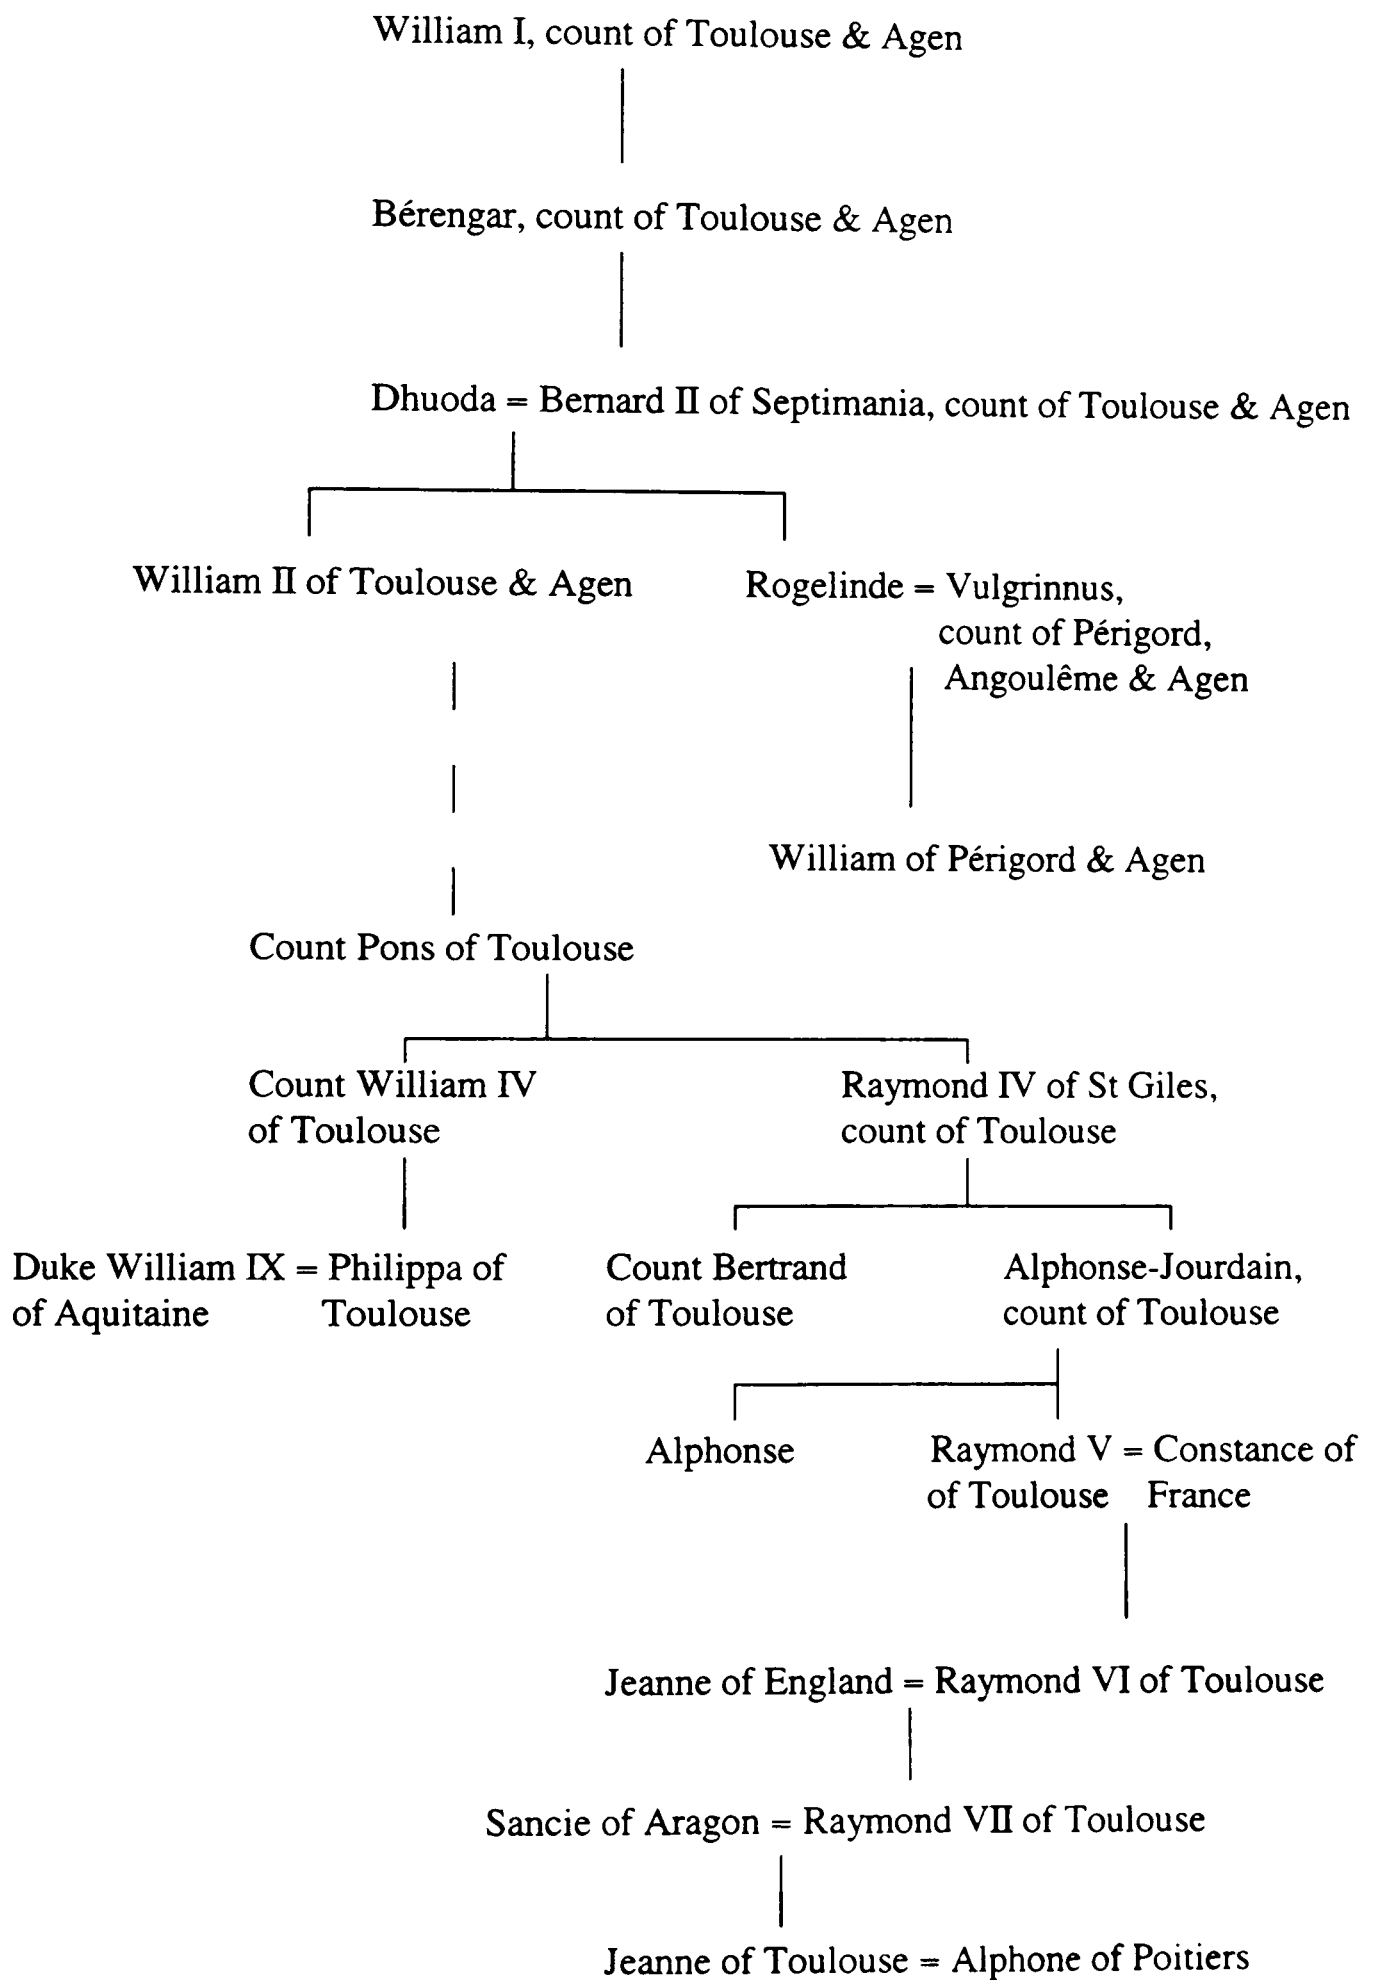 William I, count of Toulouse & Agen
Bérengar, count of Toulouse & Agen
Dhuoda = Bernard II of Septimania, count of Toulouse & Agen
William II of Toulouse & Agen
Rogelinde = Vulgrinnus,
count of Périgord,
Angoulême & Agen
William of Périgord & Agen
Count Pons of Toulouse
Count William IV
of Toulouse
Raymond IV of St Giles,
count of Toulouse
Duke William IX = Philippa of
of Aquitaine Toulouse
Count Bertrand
of Toulouse
Alphonse-Jourdain,
count of Toulouse
Alphonse
Raymond V = Constance of
of Toulouse France
Jeanne of England = Raymond VI of Toulouse
Sancie of Aragon = Raymond VII of Toulouse
Jeanne of Toulouse = Alphone of Poitiers